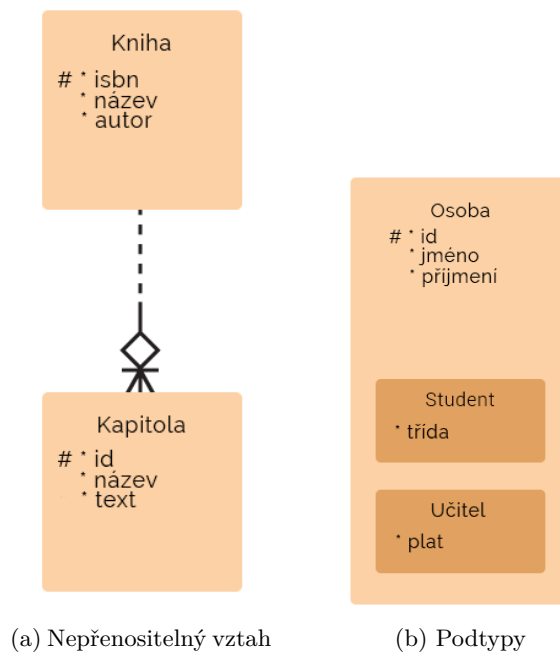 Kniha
# * isbn
* název
* autor
Kapitola
# * id
* název
* text
(a) Nepřenositelný vztah
Osoba
# * id
* jméno
* příjmení
Student
* třída
Učitel
* plat
(b) Podtypy